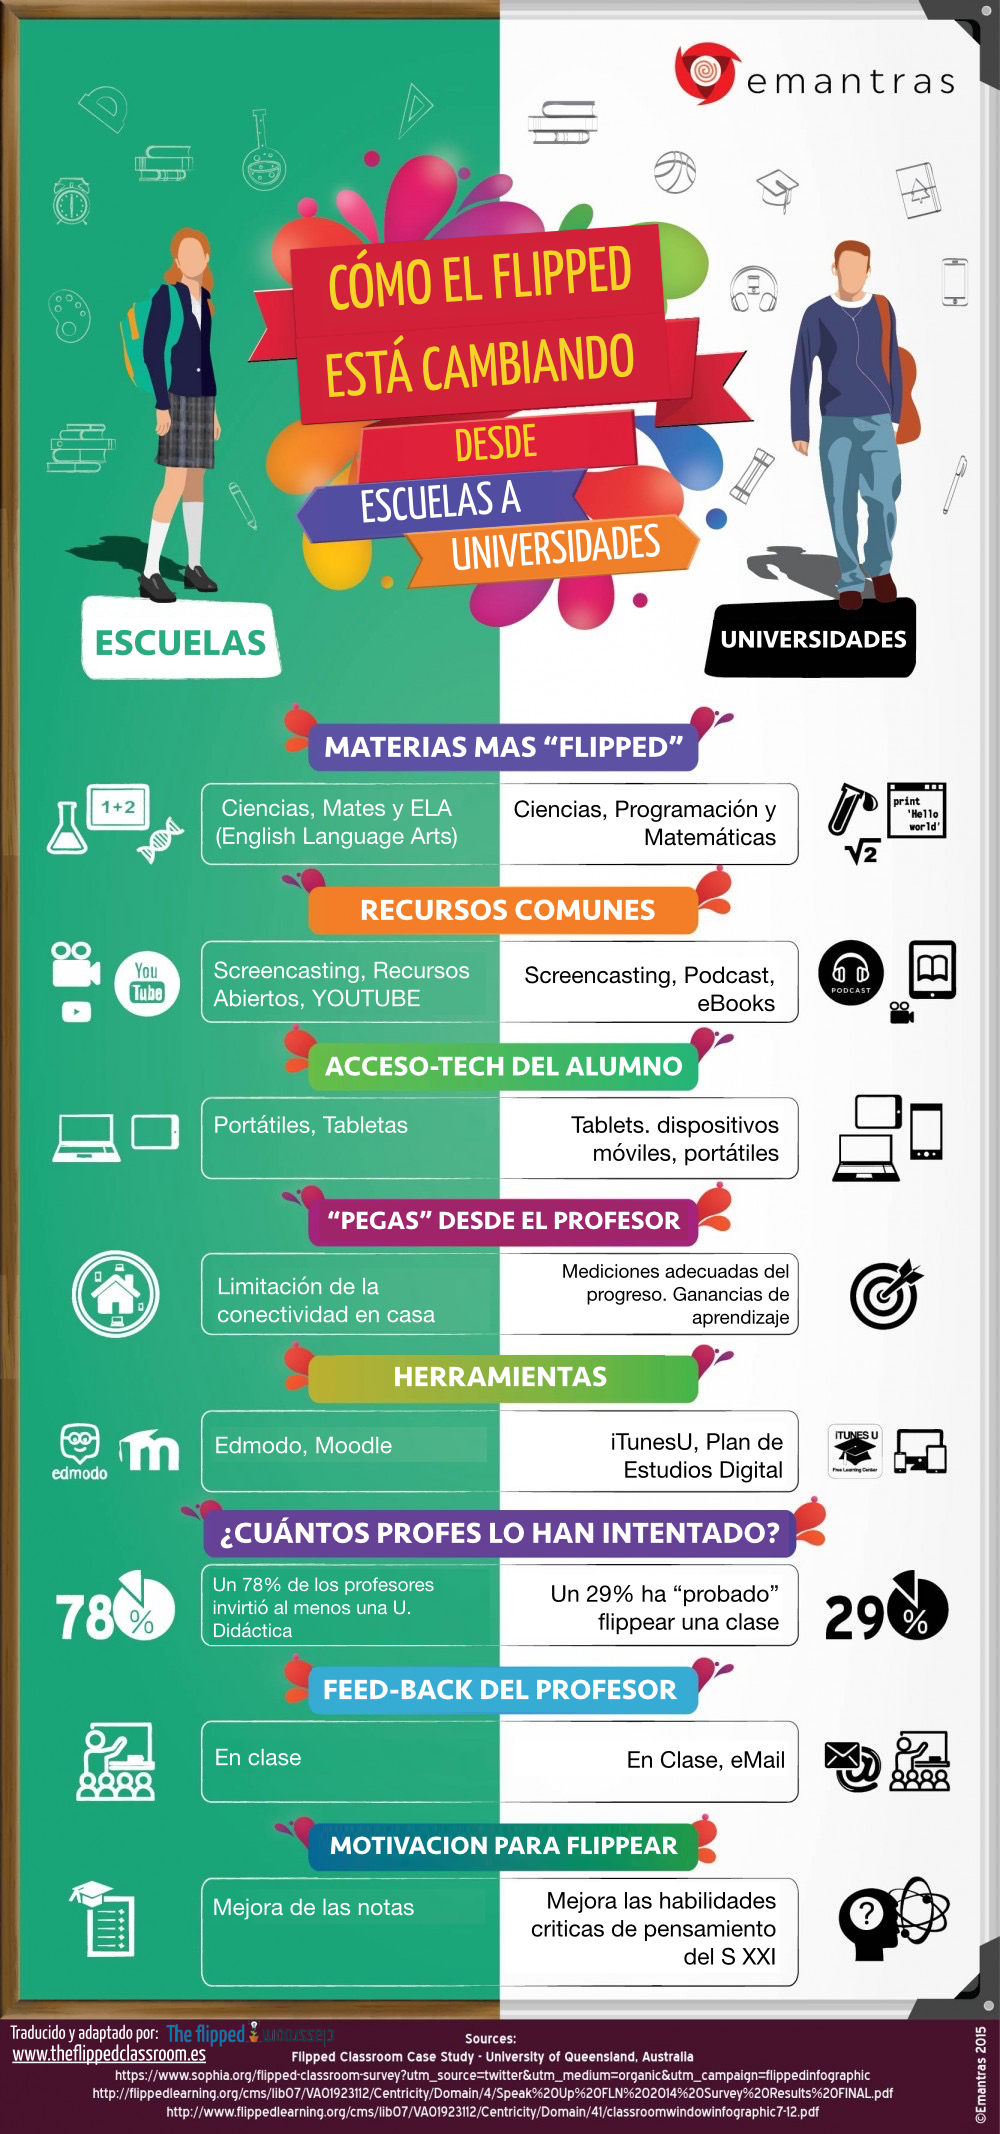 emantras
CÓMO EL FLIPPED
ESTÁ CAMBIANDO
DESDE
ESCUELAS A
UNIVERSIDADES
ESCUELAS
UNIVERSIDADES
MATERIAS MAS “FLIPPED”
1+2
Ciencias, Mates y ELA
(English Language Arts)
Ciencias, Programación y
Matemáticas
print
'Hello
world'
√2
RECURSOS COMUNES
You
Tube
Screencasting, Recursos
Abiertos, YOUTUBE
Screencasting, Podcast,
eBooks
PODCAST
ACCESO-TECH DEL ALUMNO
Portátiles, Tabletas
Tablets. dispositivos
móviles, portátiles
“PEGAS” DESDE EL PROFESOR
Limitación de la
conectividad en casa
Mediciones adecuadas del
progreso. Ganancias de
aprendizaje
HERRAMIENTAS
edmodo
m
Edmodo, Moodle
iTunesU, Plan de
Estudios Digital
iTUNES U
Free Learning Center
¿CUÁNTOS PROFES LO HAN INTENTADO?
78%
Un 78% de los profesores
invirtió al menos una U.
Didáctica
Un 29% ha “probado”
flippear una clase
29%
FEED-BACK DEL PROFESOR
En clase
En Clase, eMail
@
MOTIVACION PARA FLIPPEAR
Mejora de las notas
Mejora las habilidades
criticas de pensamiento
del S XXI
?
Traducido y adaptado por: The flipped classroom
www.theflippedclassroom.es
Sources:
Flipped Classroom Case Study - University of Queensland, Australia
https://www.sophia.org/flipped-classroom-survey?utm_source=twitter&utm_medium=organic&utm_campaign=flippedinfographic
http://flippedlearning.org/cms/lib07/VA01923112/Centricity/Domain/4/Speak%20Up%20FLN%202014%20Survey%20Results%20FINAL.pdf
http://www.flippedlearning.org/cms/lib07/VA01923112/Centricity/Domain/41/classroomwindowinfographic7-12.pdf
©Emantras 2015